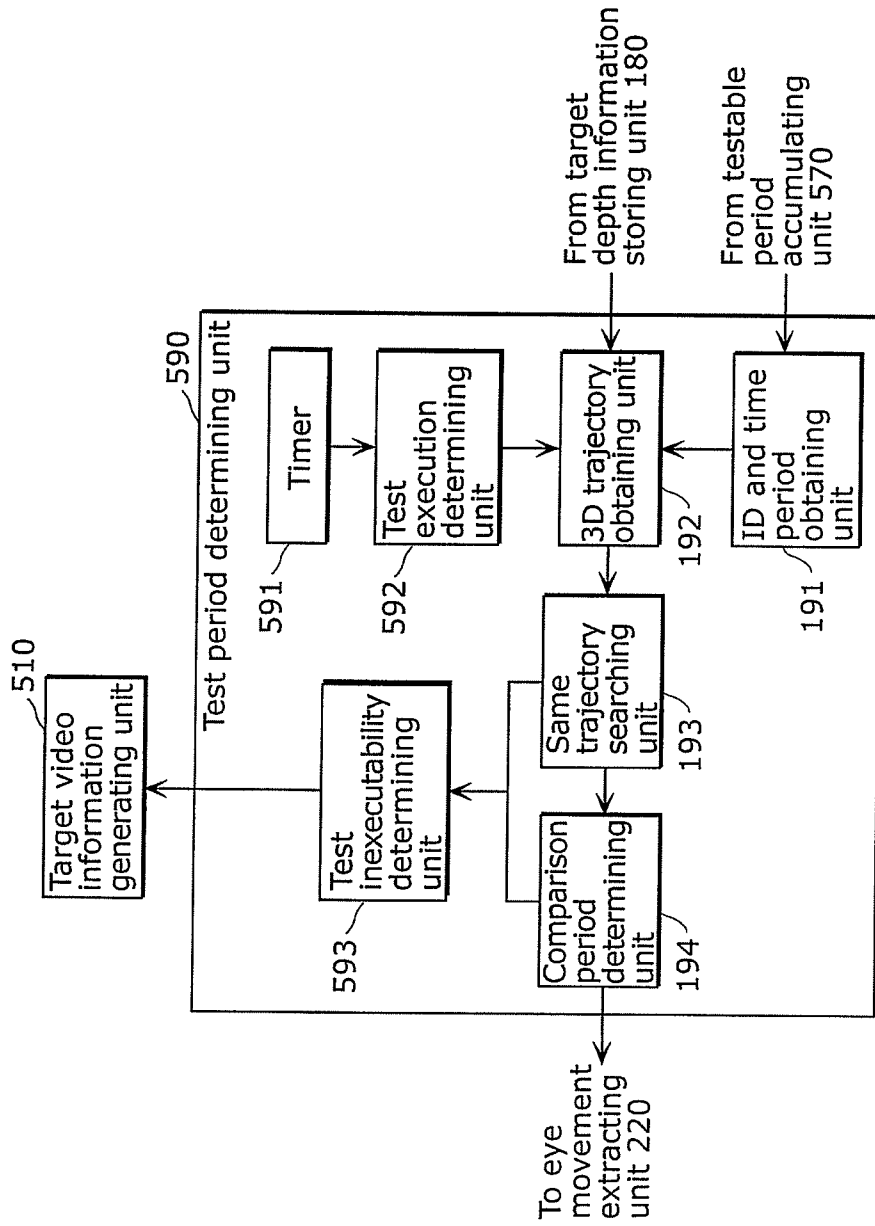 510
Target video
information
generating unit
590
Test period determining unit
591
Timer
592
Test
execution
determining
unit
593
Test
inexecutability
determining
unit
From target
depth information
storing unit 180
3D trajectory
obtaining unit
192
Same
trajectory
searching
unit
193
Comparison
period
determining
unit
194
To eye
movement
extracting
unit 220
From testable
period
accumulating
unit 570
ID and time
period
obtaining
unit
191